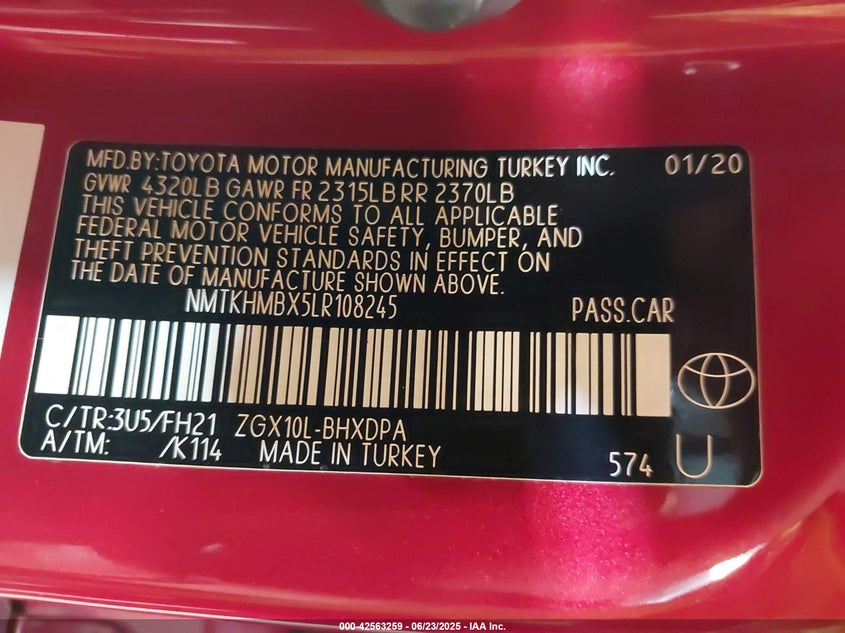 MFD.BY:TOYOTA MOTOR MANUFACTURING TURKEY INC. 01/20
GVWR 4320LB GAWR FR 2315LB RR 2370LB
THIS VEHICLE CONFORMS TO ALL APPLICABLE
FEDERAL MOTOR VEHICLE SAFETY, BUMPER, AND
THEFT PREVENTION STANDARDS IN EFFECT ON
THE DATE OF MANUFACTURE SHOWN ABOVE.
NMTKHMBX5LR108245 PASS.CAR
C/TR:3U5/FH21 ZGX10L-BHXDPA
A/TM: /K114 MADE IN TURKEY 574 U
000-42563259 - 06/23/2025 - IAA Inc.